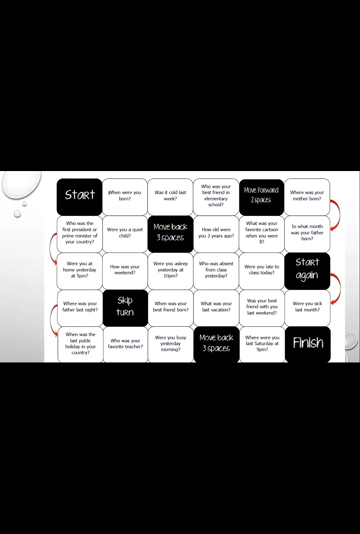 Start
When were you
born?
Was it cold last
week?
Who was your
best friend in
elementary
school?
Move forward
2 spaces
Where was your
mother born?
Who was the
first president or
prime minister of
your country?
Were you a quiet
child?
Move back
3 spaces
How old were
you 3 years ago?
What was your
favorite cartoon
when you were
8?
In what month
was your father
born?
Were you at
home yesterday
at 5pm?
How was your
weekend?
Were you asleep
yesterday at
10pm?
Who was absent
from class
yesterday?
Were you late to
class today?
Start
again
Where was your
father last night?
Skip
turn
When was your
best friend born?
What was your
last vacation?
Was your best
friend with you
last weekend?
Were you sick
last month?
When was the
last public
holiday in your
country?
Who was your
favorite teacher?
Were you busy
yesterday
morning?
Move back
3 spaces
Where were you
last Saturday at
9pm?
Finish